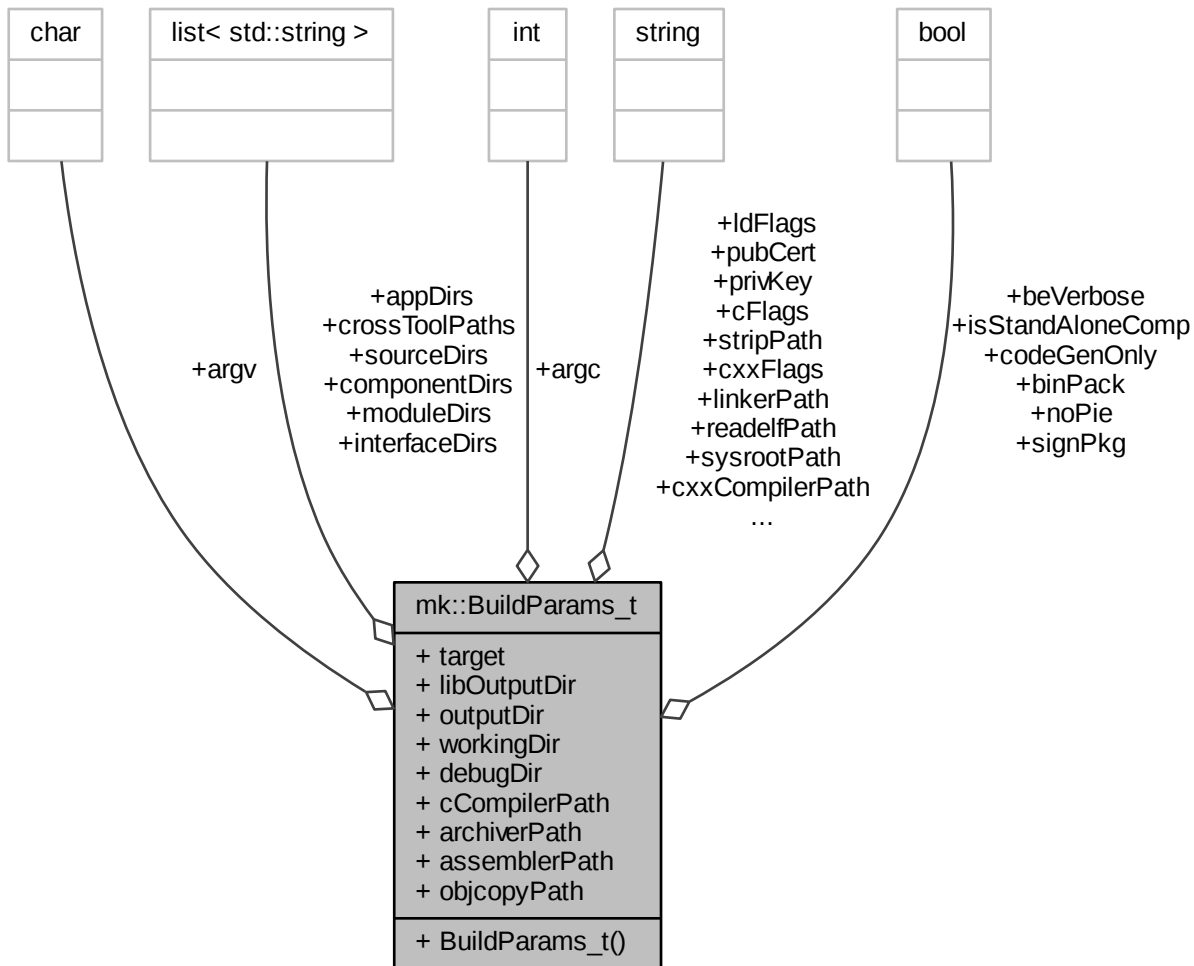 char
list< std::string >
int
string
bool
+argv
+appDirs
+crossToolPaths
+sourceDirs
+componentDirs
+moduleDirs
+interfaceDirs
+argc
+ldFlags
+pubCert
+privKey
+cFlags
+stripPath
+cxxFlags
+linkerPath
+readelfPath
+sysrootPath
+cxxCompilerPath
...
+beVerbose
+isStandAloneComp
+codeGenOnly
+binPack
+noPie
+signPkg
mk::BuildParams_t
+ target
+ libOutputDir
+ outputDir
+ workingDir
+ debugDir
+ cCompilerPath
+ archiverPath
+ assemblerPath
+ objcopyPath
+ BuildParams_t()